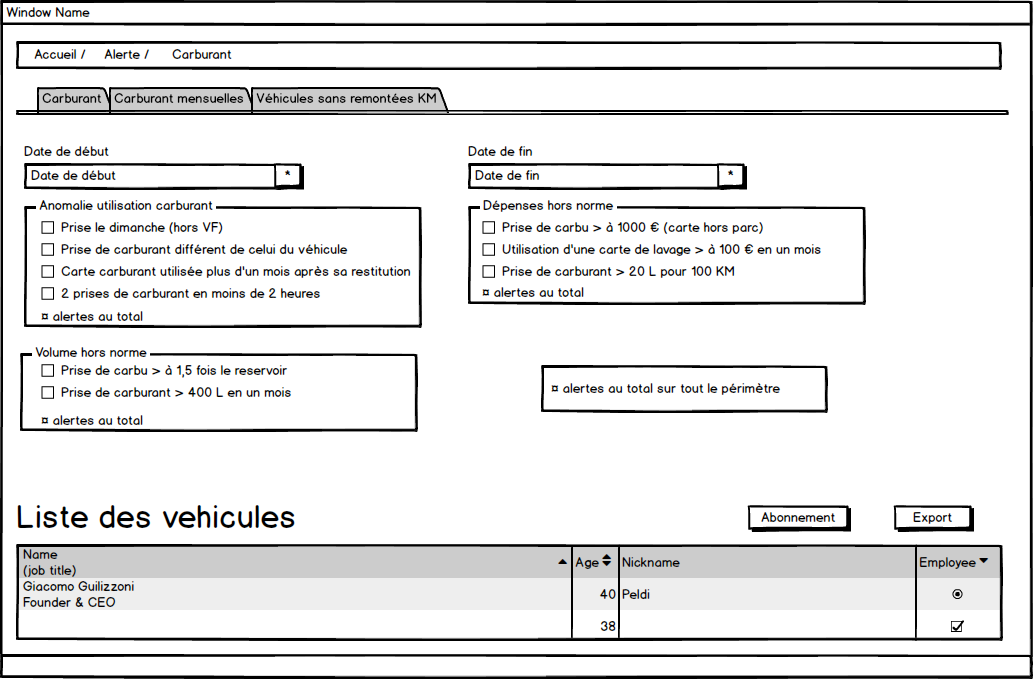 Window Name
Accueil / Alerte / Carburant
Carburant Carburant mensuelles Véhicules sans remontées KM
Date de début
Date de début *
Date de fin
Date de fin *
Anomalie utilisation carburant
Prise le dimanche (hors VF)
Prise de carburant différent de celui du véhicule
Carte carburant utilisée plus d'un mois après sa restitution
2 prises de carburant en moins de 2 heures
¤ alertes au total
Dépenses hors norme
Prise de carbu > à 1000 € (carte hors parc)
Utilisation d'une carte de lavage > à 100 € en un mois
Prise de carburant > 20 L pour 100 KM
¤ alertes au total
Volume hors norme
Prise de carbu > à 1,5 fois le reservoir
Prise de carburant > 400 L en un mois
¤ alertes au total
¤ alertes au total sur tout le périmètre
Liste des vehicules
Abonnement Export
Name
(job title) Age Nickname Employee
Giacomo Guilizzoni
Founder & CEO 40 Peldi
38